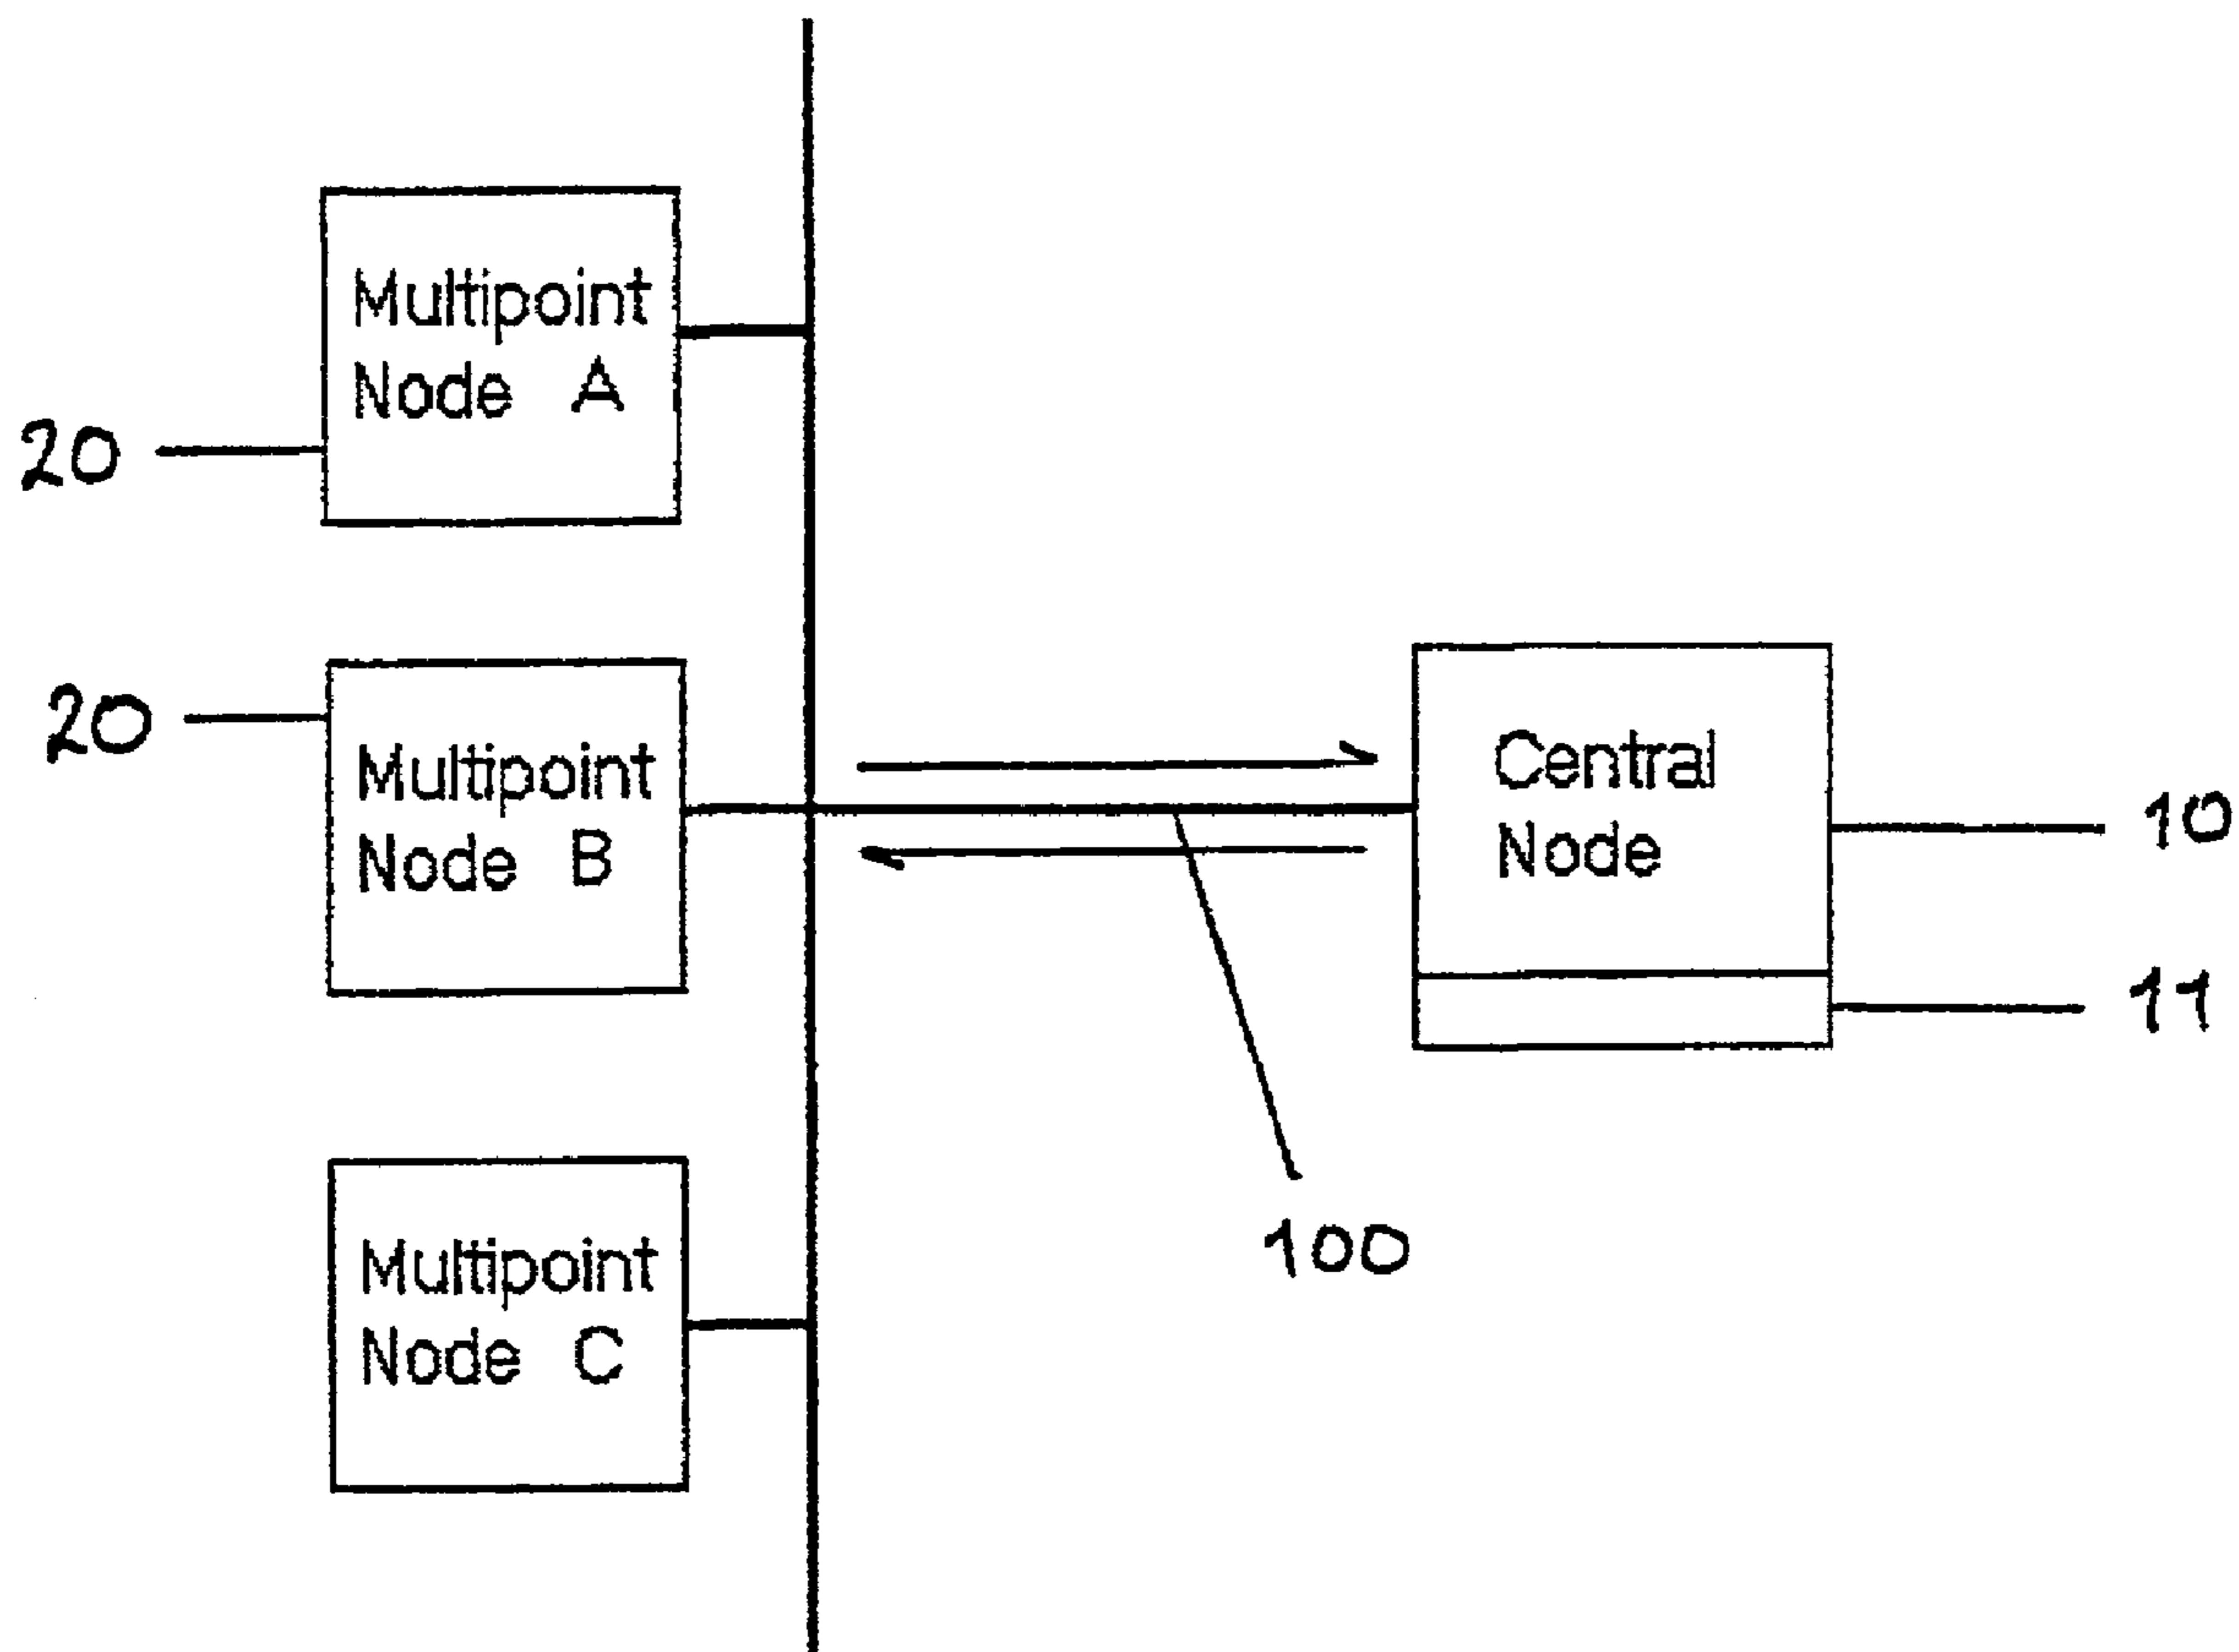 Multipoint
Node A
20
20
Multipoint
Node B
Central
Node
10
11
Multipoint
Node C
100